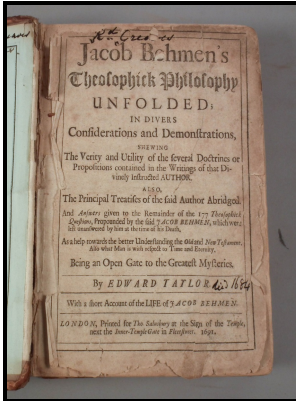 Jacob Behmen's
Theosophick Philosophy
UNFOLDED;
IN DIVERS
Considerations and Demonstrations,
SHEWING
The Verity and Utility of the several Doctrines or
Propositions contained in the Writings of that Di-
vinely instructed AUTHOR.
ALSO,
The Principal Treatises of the said Author Abridged.
And Answers given to the Remainder of the 177 Theosophick
Questions, Propounded by the said JACOB BEHMEN, which were
left unanswered by him at the time of his Death.
As a help towards the better Understanding the Old and New Testament.
Also what Man is with respect to Time and Eternity.
Being an Open Gate to the Greatest Mysteries.
By EDWARD TAYLOR. died 1684
With a short Account of the LIFE of JACOB BEHMEN.
LONDON, Printed for Tho. Salusbury at the Sign of the Temple,
near the Inner-Temple Gate in Fleetstreet. 1691.